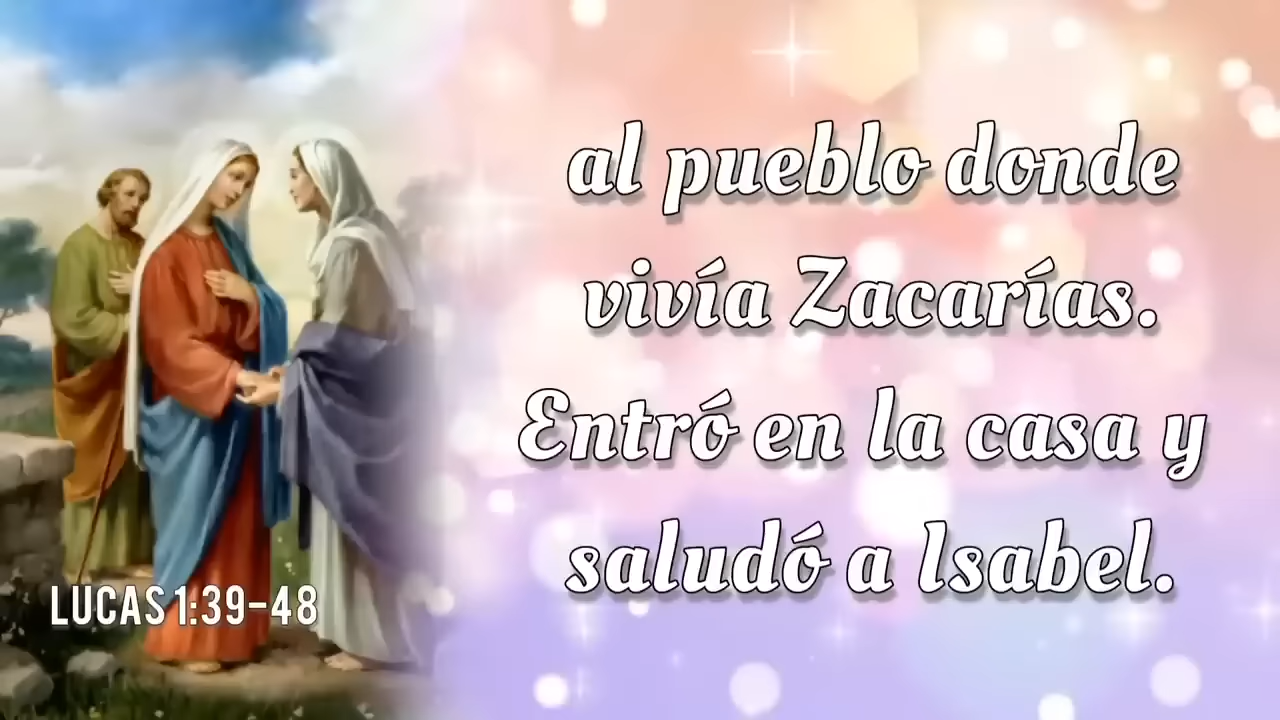 al pueblo donde
vivía Zacarías.
Entró en la casa y
saludó a Isabel.
LUCAS 1:39-48